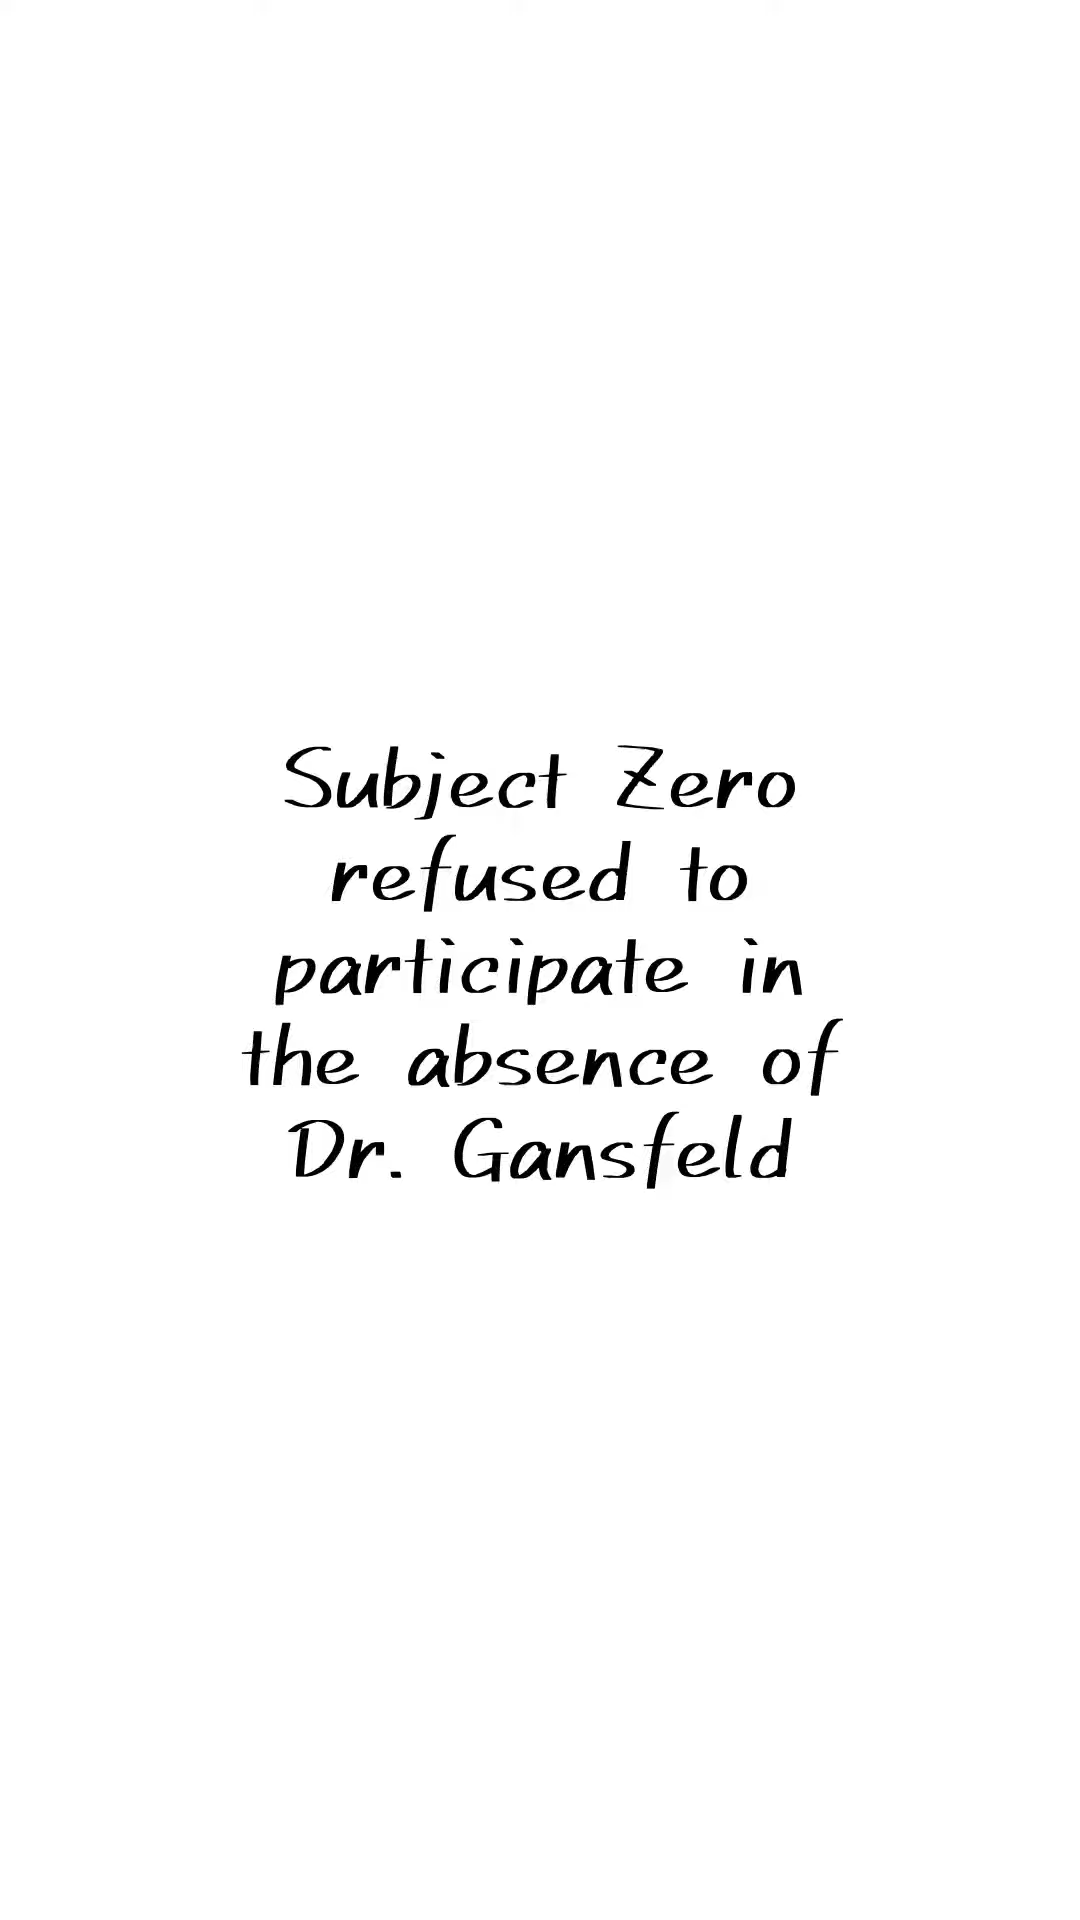 Subject Zero
refused to
participate in
the absence of
Dr. Gansfeld